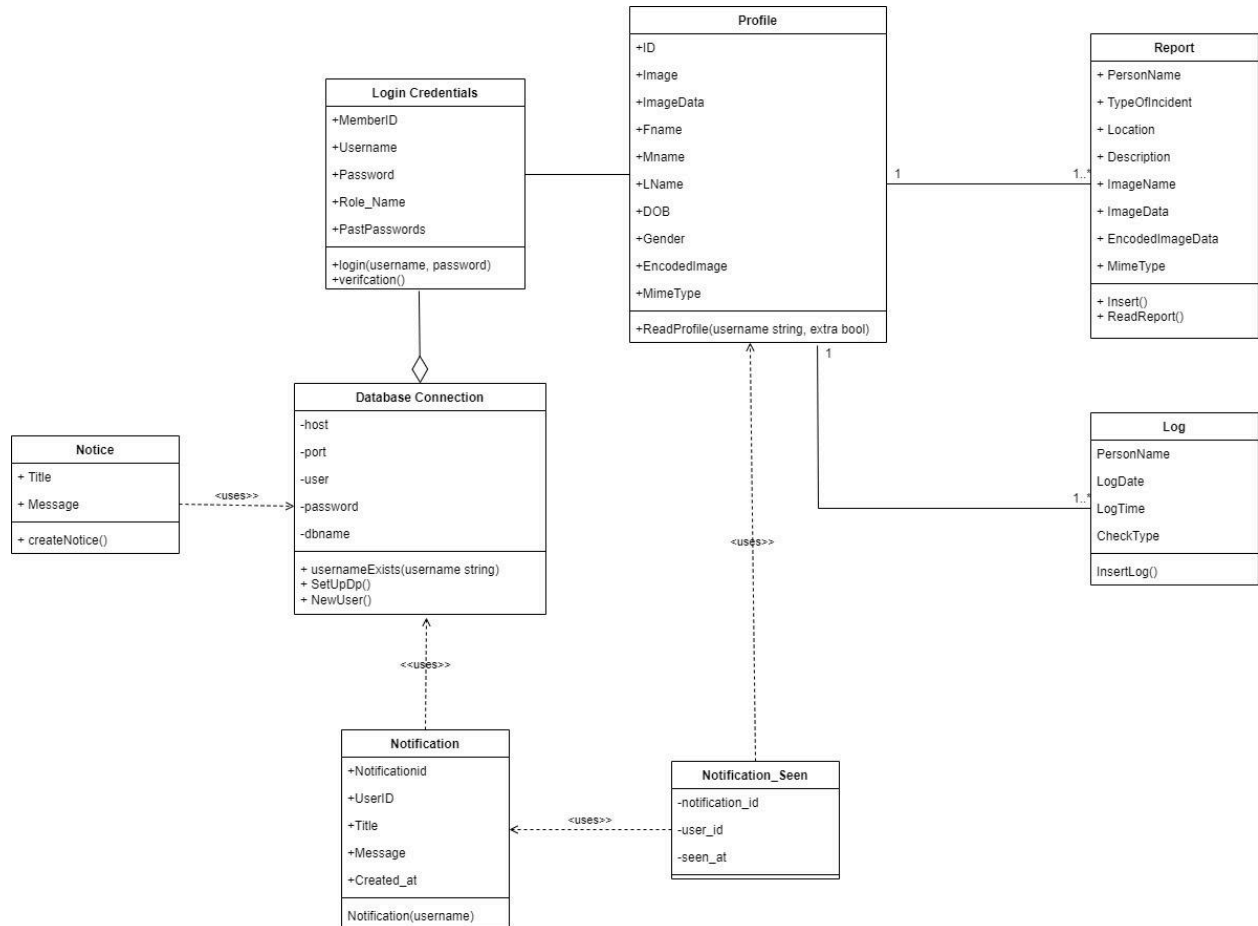 Profile
+ID
+Image
+ImageData
+Fname
+Mname
+LName
+DOB
+Gender
+EncodedImage
+MimeType
+ReadProfile(username string, extra bool)
Report
+ PersonName
+ TypeOfIncident
+ Location
+ Description
+ ImageName
+ ImageData
+ EncodedImageData
+ MimeType
+ Insert()
+ ReadReport()
Login Credentials
+MemberID
+Username
+Password
+Role_Name
+PastPasswords
+login(username, password)
+verifcation()
1
1..*
1
1..*
Database Connection
-host
-port
-user
-password
-dbname
+ usernameExists(username string)
+ SetUpDp()
+ NewUser()
Notice
+ Title
+ Message
+ createNotice()
<uses>>
Log
PersonName
LogDate
LogTime
CheckType
InsertLog()
<uses>>
<<uses>>
Notification
+Notificationid
+UserID
+Title
+Message
+Created_at
Notification(username)
<uses>>
Notification_Seen
-notification_id
-user_id
-seen_at